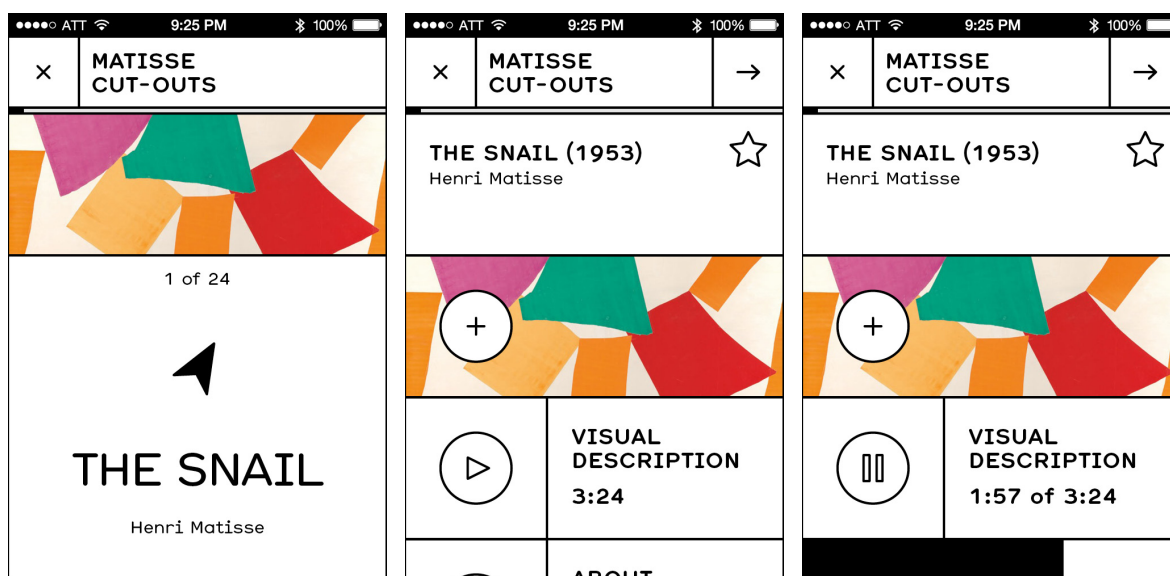 ATT 9:25 PM 100%
MATISSE
CUT-OUTS
1 of 24
THE SNAIL
Henri Matisse
ATT 9:25 PM 100%
MATISSE
CUT-OUTS
THE SNAIL (1953)
Henri Matisse
VISUAL
DESCRIPTION
3:24
ABOUT
ATT 9:25 PM 100%
MATISSE
CUT-OUTS
THE SNAIL (1953)
Henri Matisse
VISUAL
DESCRIPTION
1:57 of 3:24